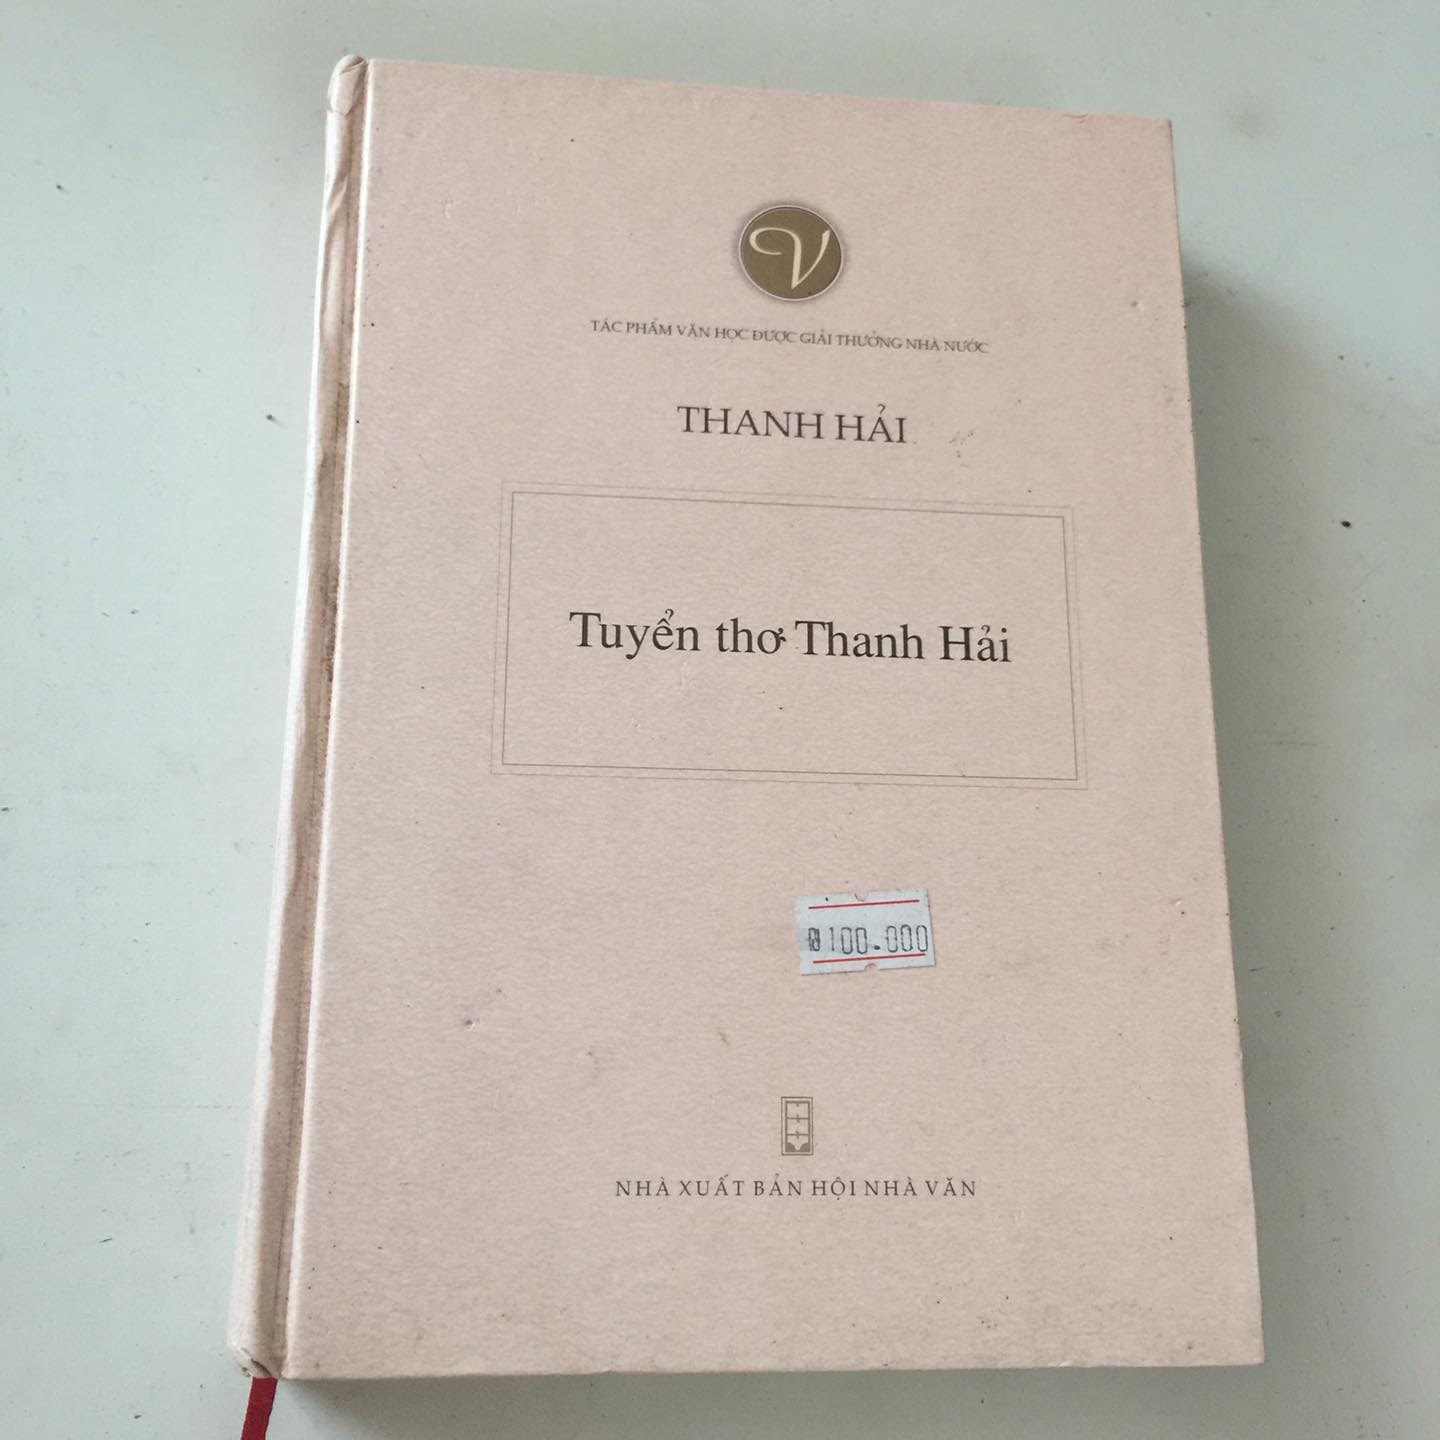 V
TÁC PHẨM VĂN HỌC ĐƯỢC GIẢI THƯỞNG NHÀ NƯỚC
THANH HẢI
Tuyển thơ Thanh Hải
100.000
NHÀ XUẤT BẢN HỘI NHÀ VĂN